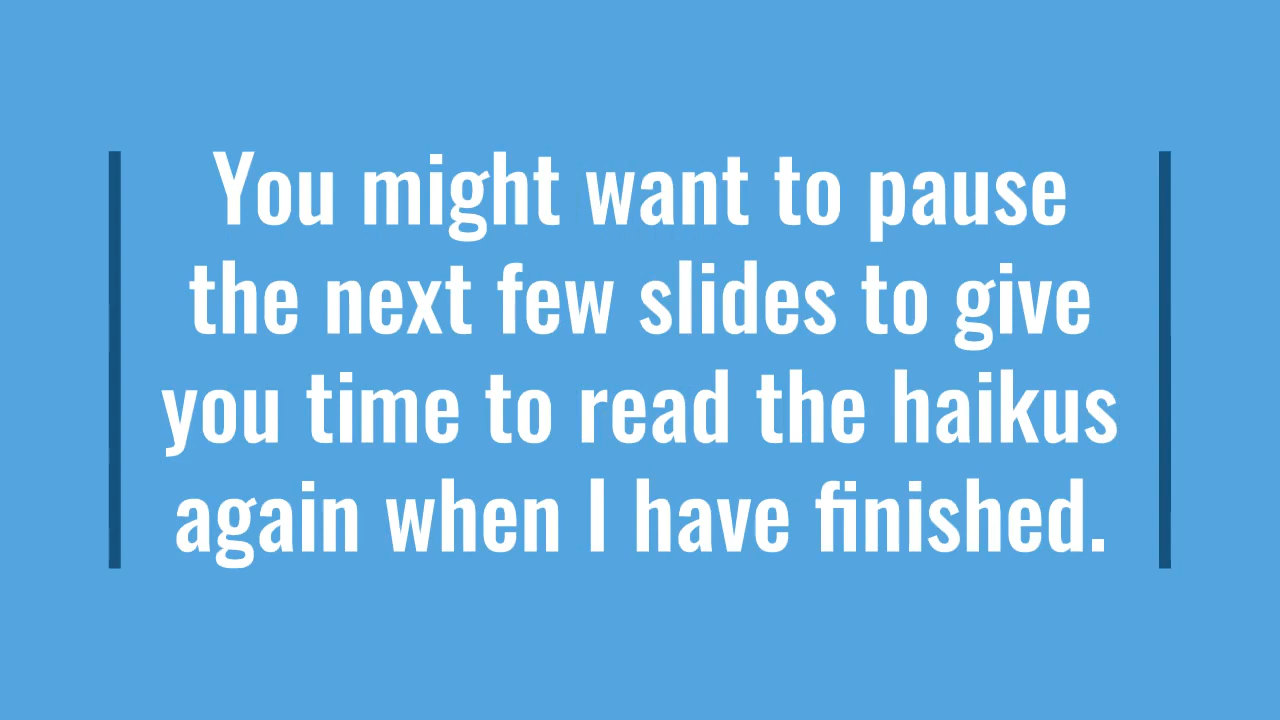 You might want to pause
the next few slides to give
you time to read the haikus
again when I have finished.